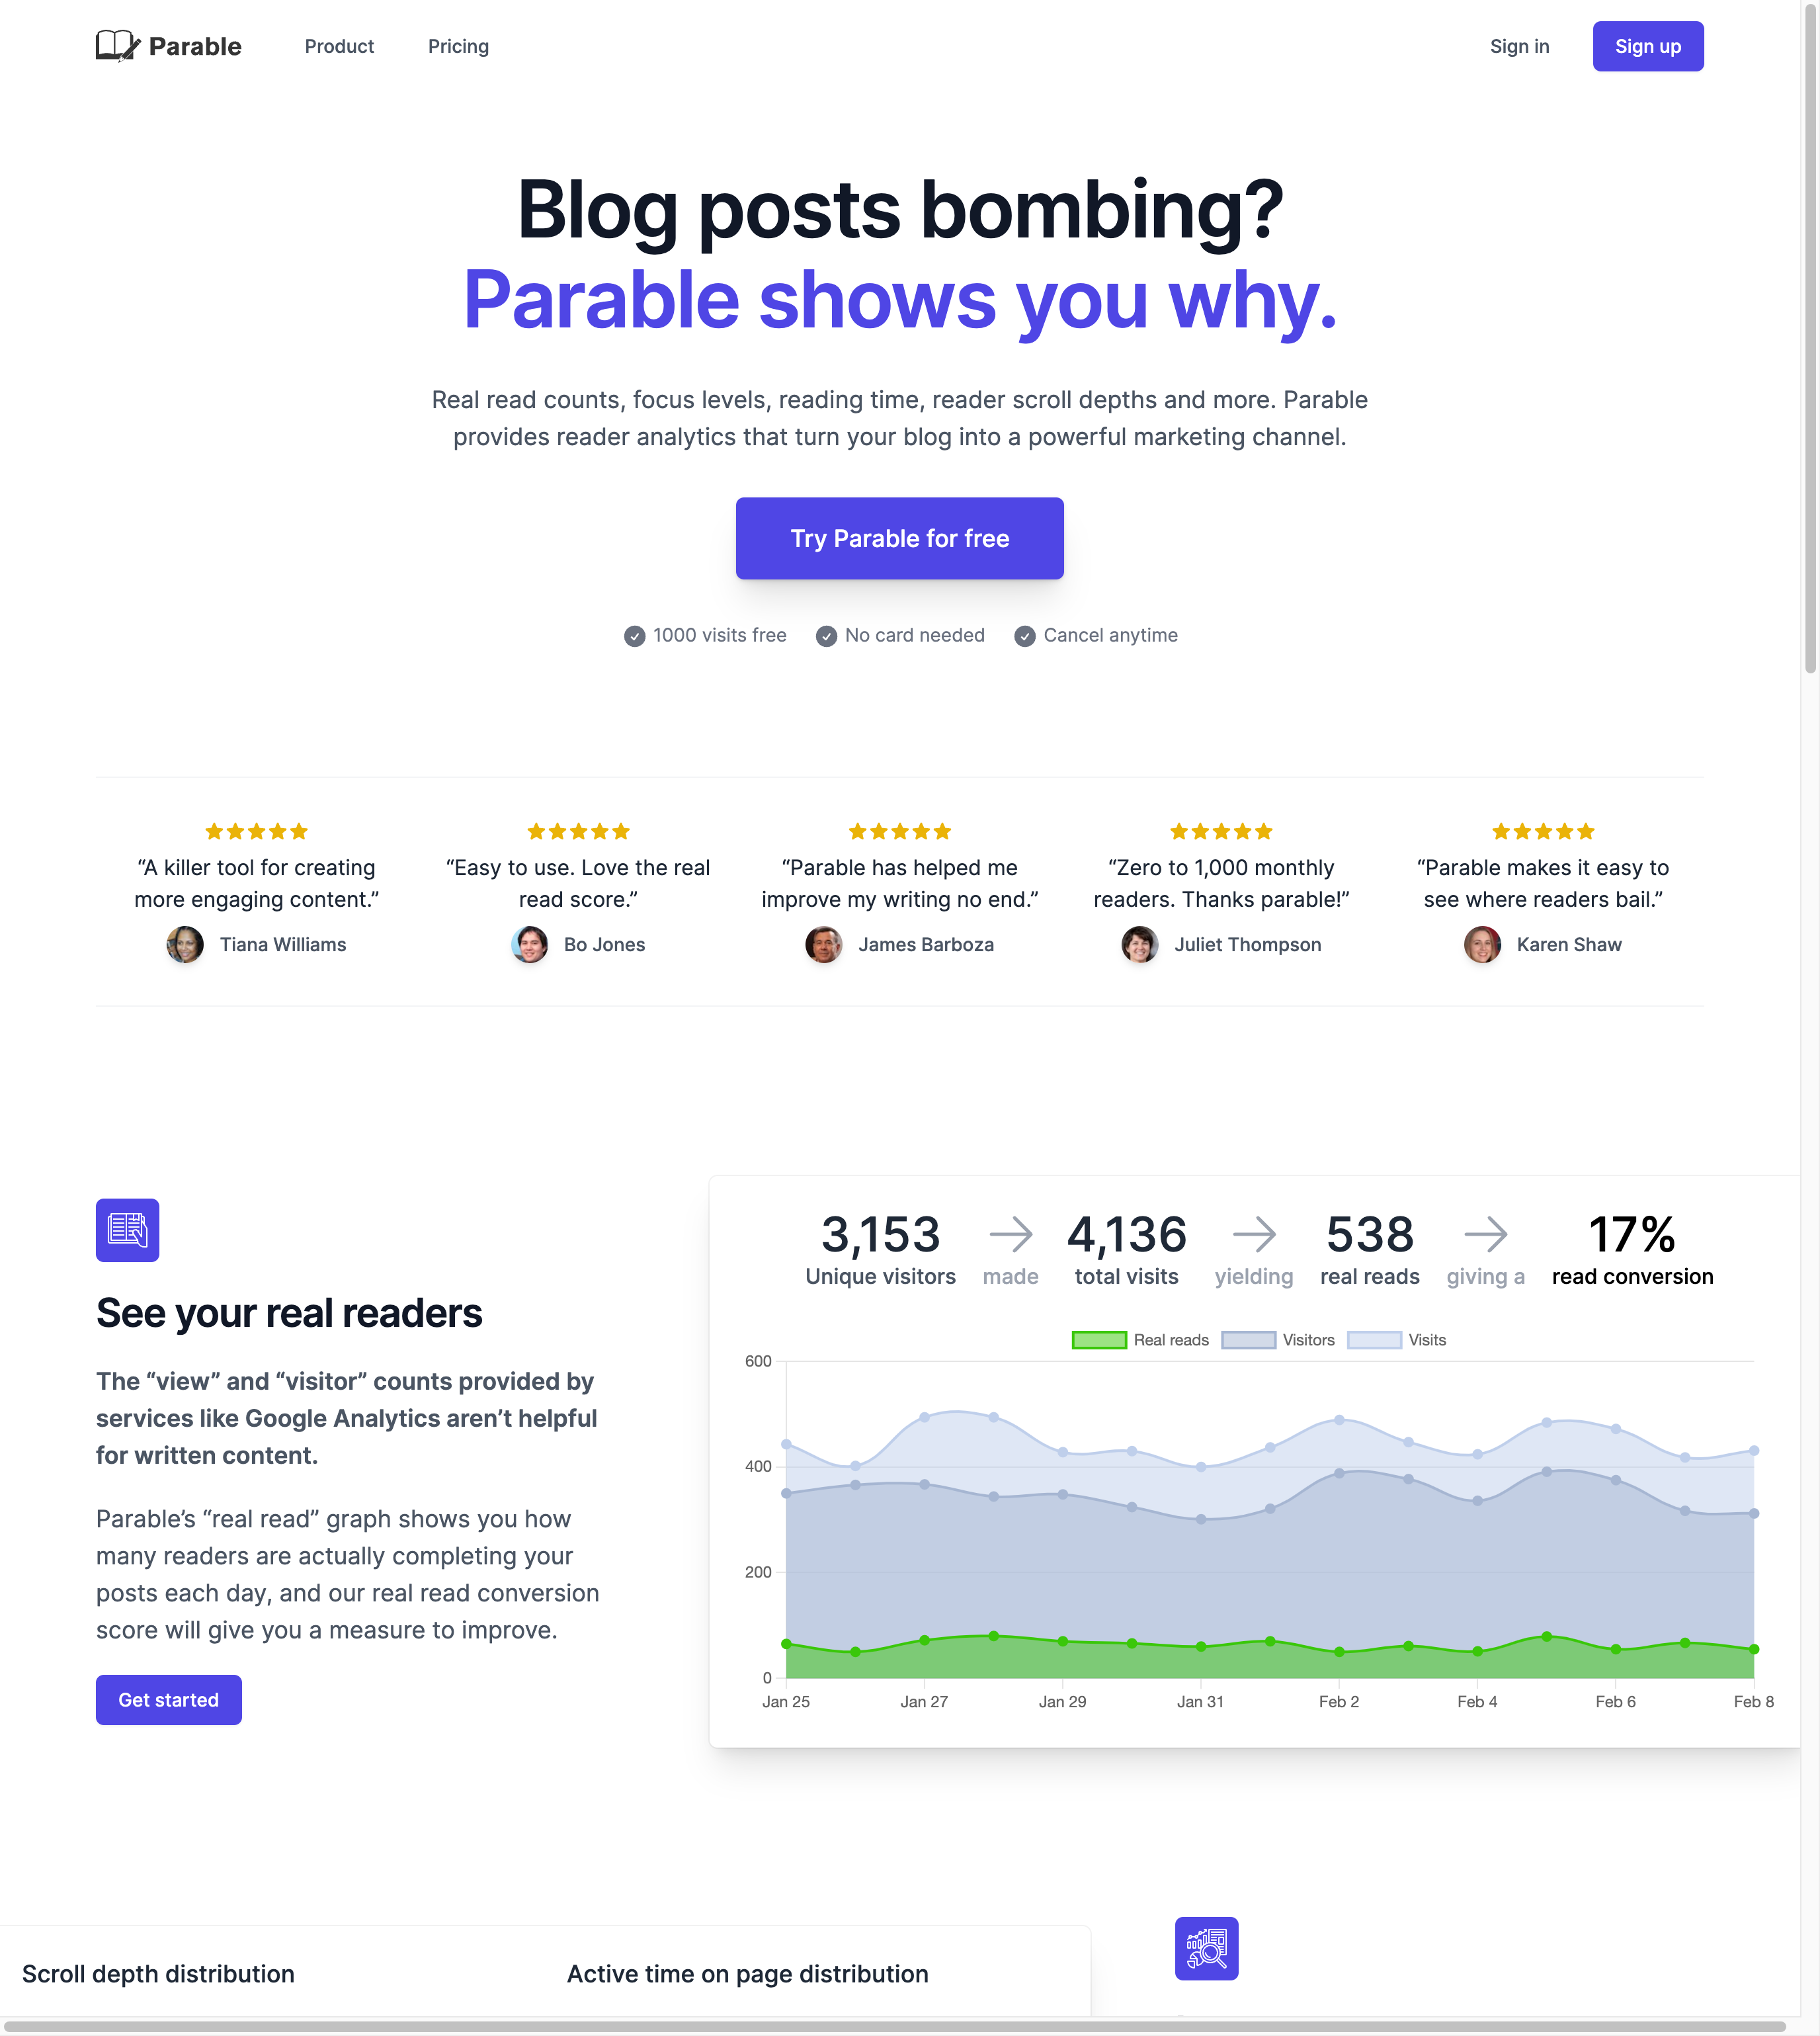 Parable
Product
Pricing
Sign in
Sign up
Blog posts bombing?
Parable shows you why.
Real read counts, focus levels, reading time, reader scroll depths and more. Parable
provides reader analytics that turn your blog into a powerful marketing channel.
Try Parable for free
1000 visits free
No card needed
Cancel anytime
“A killer tool for creating
more engaging content.”
Tiana Williams
“Easy to use. Love the real
read score.”
Bo Jones
“Parable has helped me
improve my writing no end.”
James Barboza
“Zero to 1,000 monthly
readers. Thanks parable!”
Juliet Thompson
“Parable makes it easy to
see where readers bail.”
Karen Shaw
See your real readers
The “view” and “visitor” counts provided by
services like Google Analytics aren’t helpful
for written content.
Parable’s “real read” graph shows you how
many readers are actually completing your
posts each day, and our real read conversion
score will give you a measure to improve.
Get started
3,153
Unique visitors
made
4,136
total visits
yielding
538
real reads
giving a
17%
read conversion
Real reads
Visitors
Visits
600
400
200
0
Jan 25
Jan 27
Jan 29
Jan 31
Feb 2
Feb 4
Feb 6
Feb 8
Scroll depth distribution
Active time on page distribution